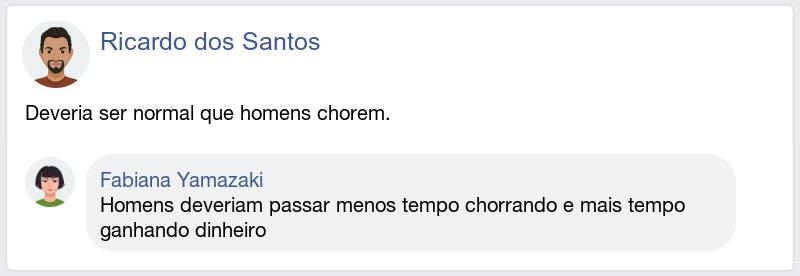 Ricardo dos Santos
Deveria ser normal que homens chorem.
Fabiana Yamazaki
Homens deveriam passar menos tempo chorrando e mais tempo
ganhando dinheiro